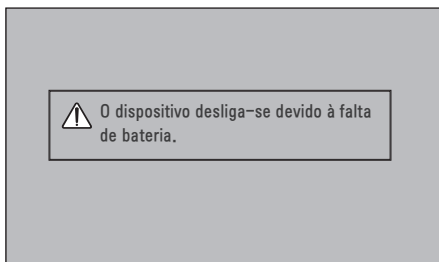 O dispositivo desliga-se devido à falta
de bateria.